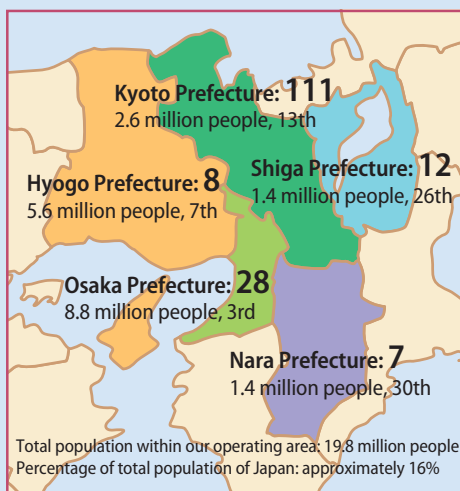 Kyoto Prefecture: 111
2.6 million people, 13th
Shiga Prefecture: 12
1.4 million people, 26th
Hyogo Prefecture: 8
5.6 million people, 7th
Osaka Prefecture: 28
8.8 million people, 3rd
Nara Prefecture: 7
1.4 million people, 30th
Total population within our operating area: 19.8 million people
Percentage of total population of Japan: approximately 16%